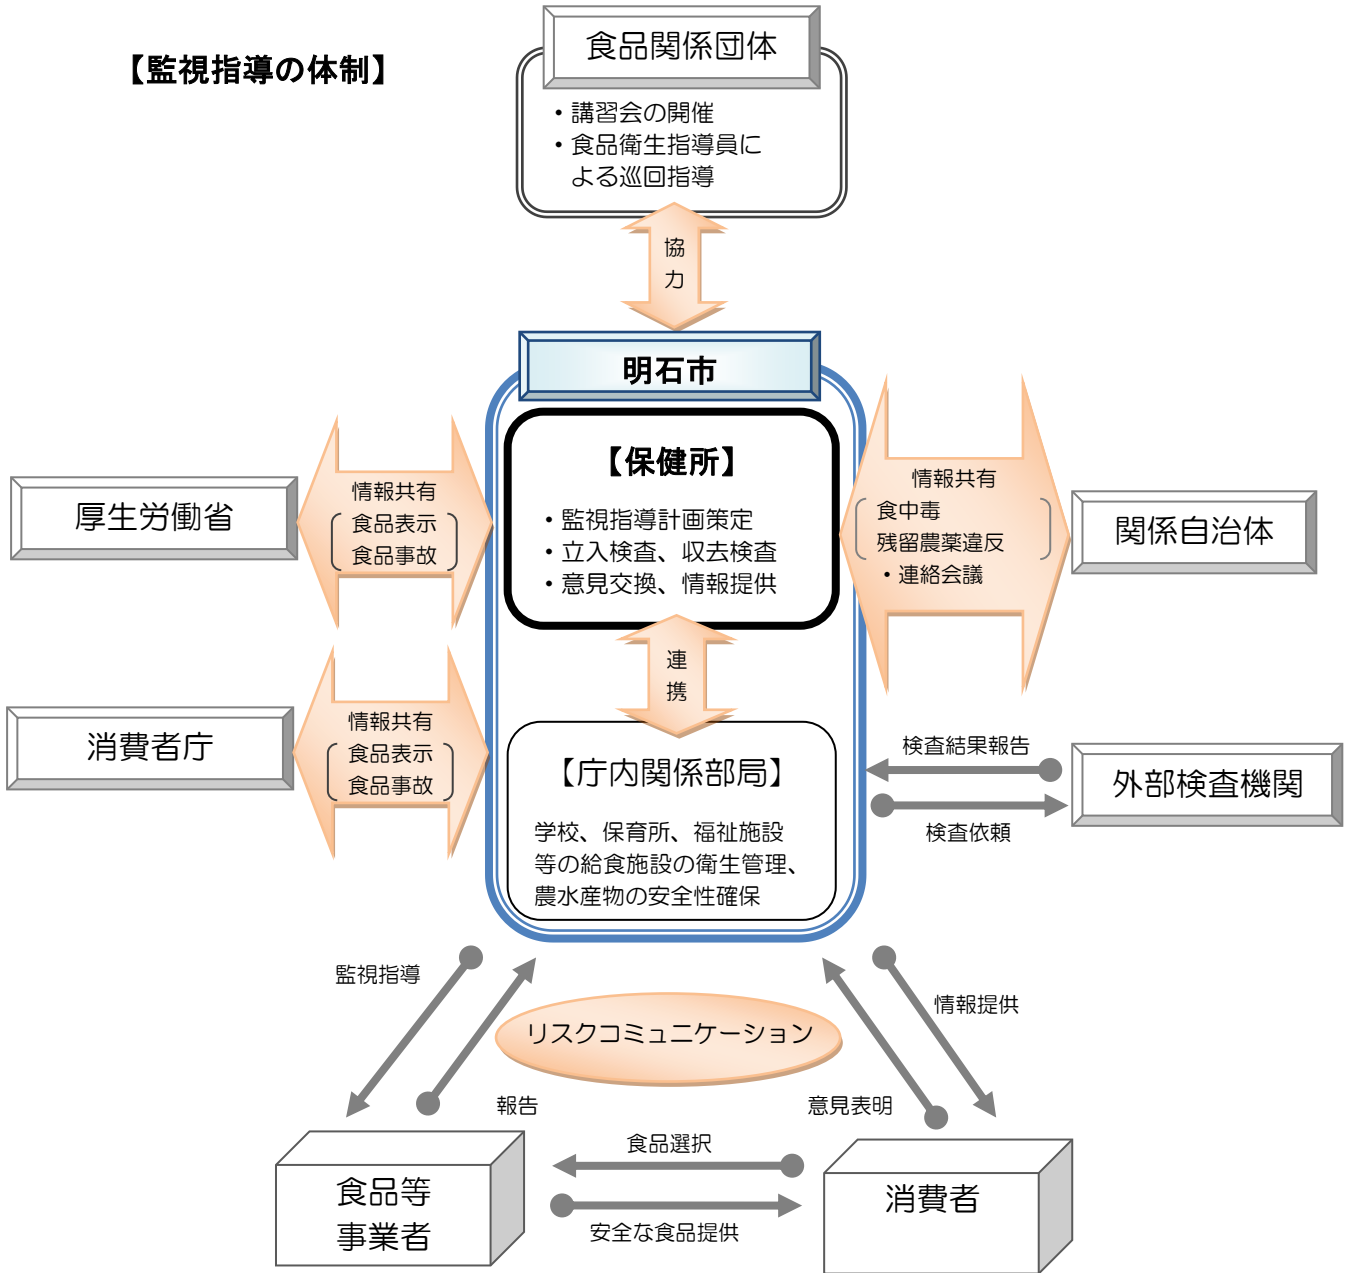 【監視指導の体制】
食品関係団体
・講習会の開催
・食品衛生指導員に
よる巡回指導
協
力
明石市
【保健所】
・監視指導計画策定
・立入検査、収去検査
・意見交換、情報提供
連
携
【庁内関係部局】
学校、保育所、福祉施設
等の給食施設の衛生管理、
農水産物の安全性確保
厚生労働省
情報共有
食品表示
食品事故
消費者庁
情報共有
食品表示
食品事故
情報共有
食中毒
残留農薬違反
・連絡会議
関係自治体
検査結果報告
検査依頼
外部検査機関
監視指導
報告
リスクコミュニケーション
意見表明
情報提供
食品選択
安全な食品提供
食品等
事業者
消費者